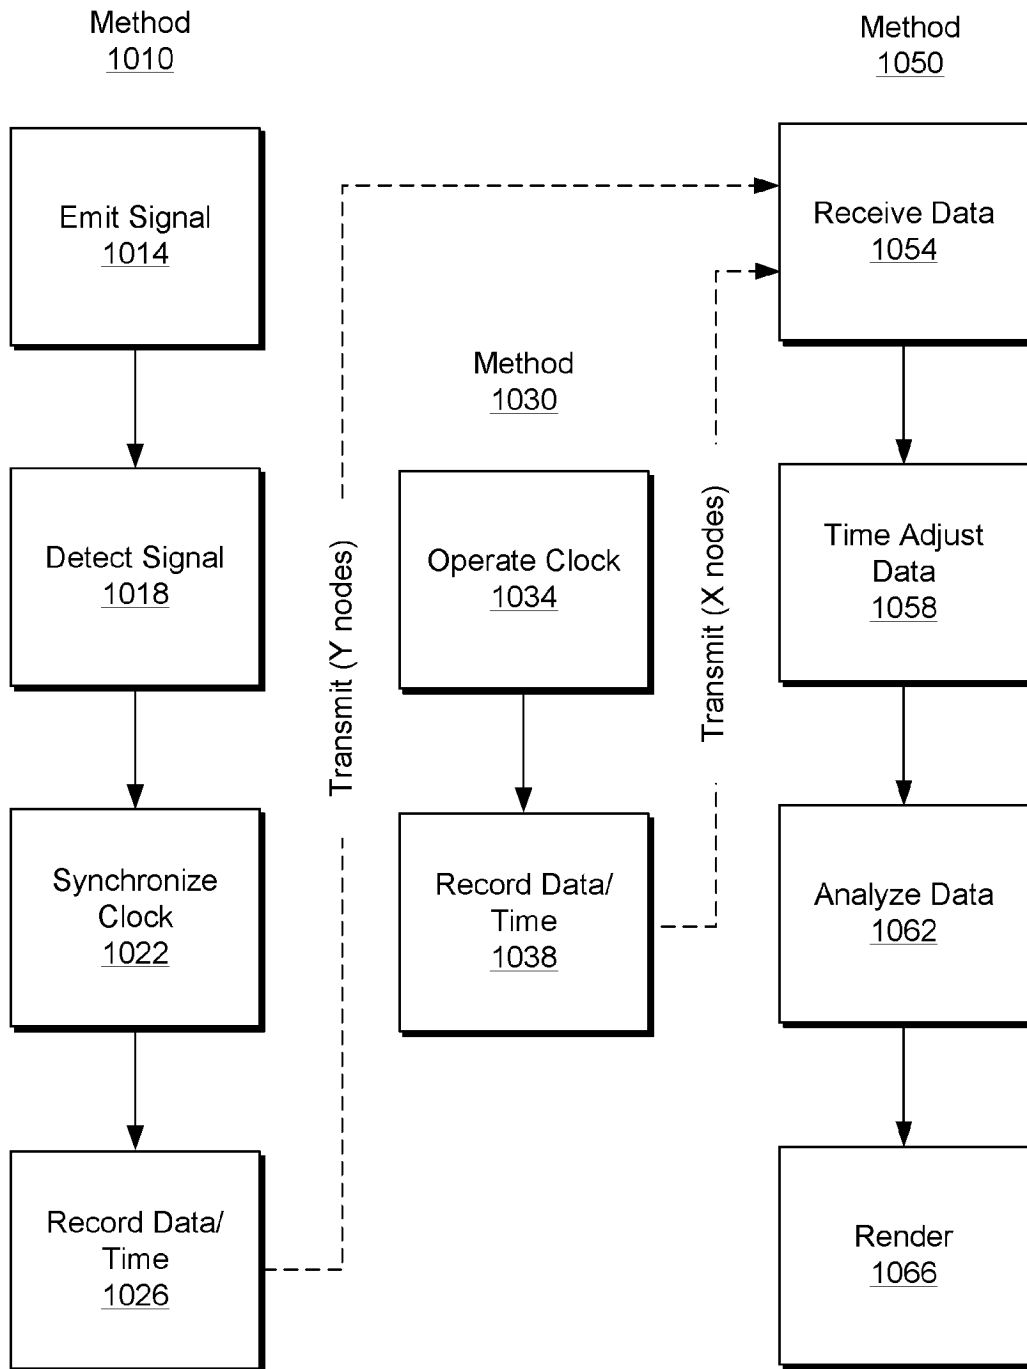 Method
1010
Emit Signal
1014
Detect Signal
1018
Synchronize
Clock
1022
Record Data/
Time
1026
Transmit (Y nodes)
Method
1030
Operate Clock
1034
Record Data/
Time
1038
Transmit (X nodes)
Method
1050
Receive Data
1054
Time Adjust
Data
1058
Analyze Data
1062
Render
1066